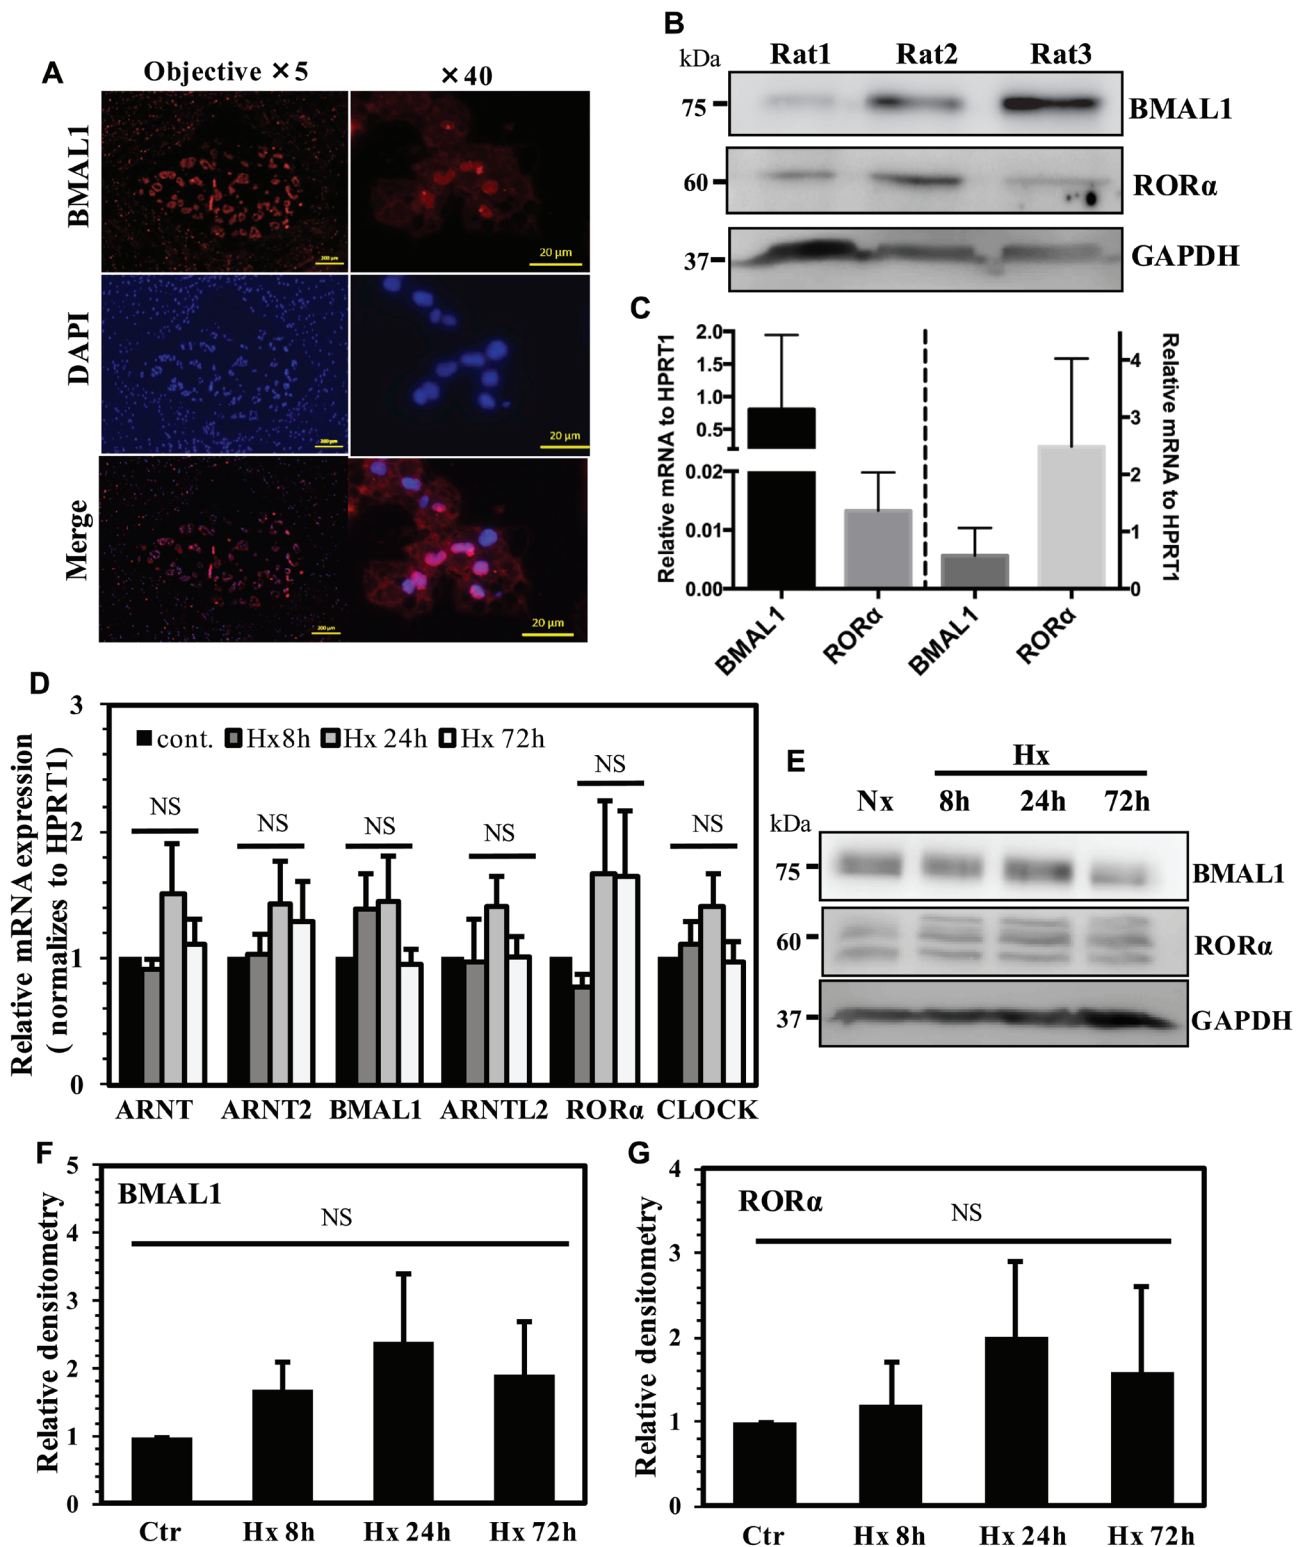 A
Objective ×5
×40
BMAL1
DAPI
Merge
200 μm
20 μm
200 μm
20 μm
200 μm
20 μm
B
kDa
Rat1 Rat2 Rat3
75
BMAL1
60
RORα
37
GAPDH
C
Relative mRNA to HPRT1
2.0
1.5
1.0
0.5
0.02
0.01
0.00
4
3
2
1
0
Relative mRNA to HPRT1
BMAL1
RORα
BMAL1
RORα
D
Relative mRNA expression
( normalizes to HPRT1)
3
2
1
0
cont. Hx8h Hx 24h Hx 72h
NS
NS
NS
NS
NS
NS
ARNT ARNT2 BMAL1 ARNTL2 RORα CLOCK
E
Hx
Nx 8h 24h 72h
kDa
75
BMAL1
60
RORα
37
GAPDH
F
Relative densitometry
5
4
3
2
1
0
BMAL1
NS
Ctr Hx 8h Hx 24h Hx 72h
G
Relative densitometry
4
3
2
1
0
RORα
NS
Ctr Hx 8h Hx 24h Hx 72h